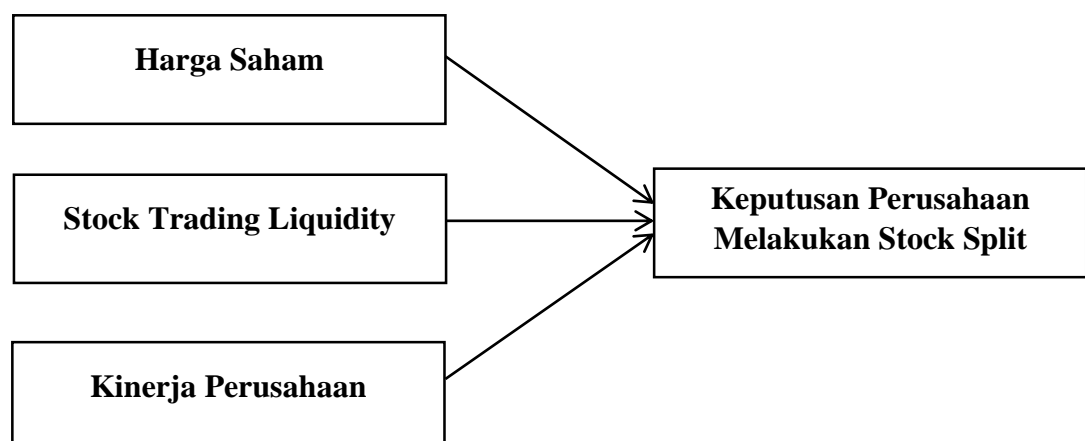 Harga Saham
Stock Trading Liquidity
Keputusan Perusahaan
Melakukan Stock Split
Kinerja Perusahaan